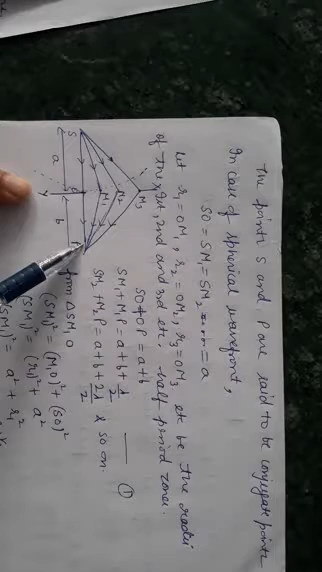 The points S and P are said to be conjugate points
In case of spherical wavefront,
SO = SM₁ = SM₂ = a
Let r₁ = OM₁, r₂ = OM₂, r₃ = OM₃ etc be the radii
of the 1st, 2nd and 3rd etc. half period zones.
M₃
M₂
M₁
S
P
a
b
SO + OP = a+b
SM₁ + M₁P = a+b+ λ/2
SM₂ + M₂P = a+b+ 2λ/2 & so on.
①
from △SM₁O
(SM₁)² = (M₁O)² + (SO)²
(SM₁)² = (r₁)² + a²
(SM₁)² = a² + r₁²